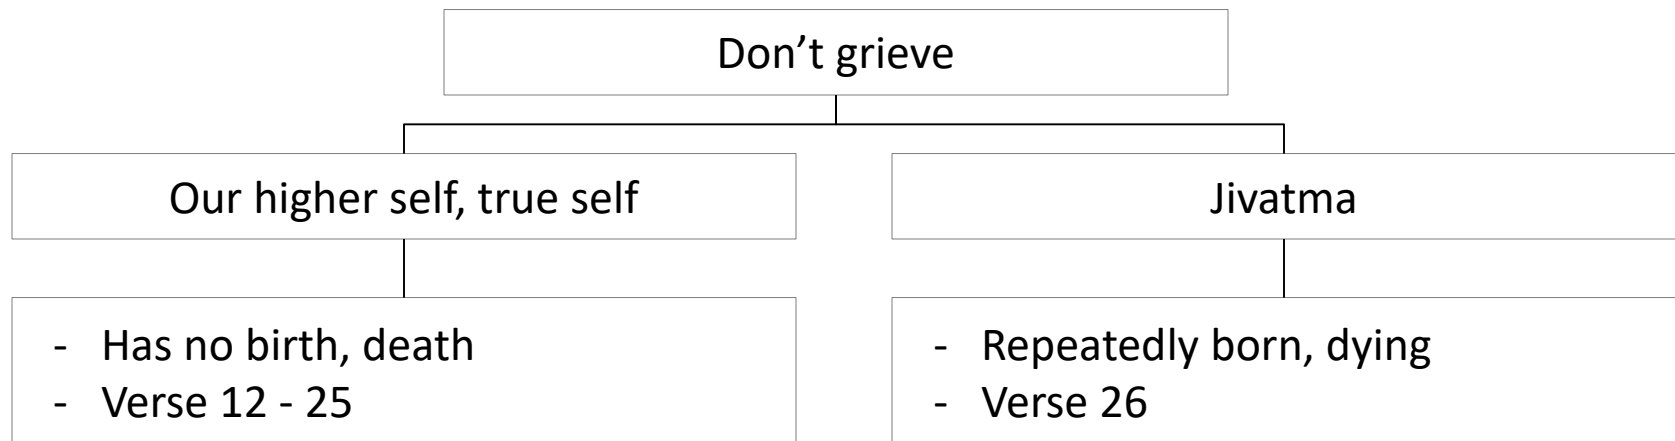 Don’t grieve
Our higher self, true self
Jivatma
- Has no birth, death
- Verse 12 - 25
- Repeatedly born, dying
- Verse 26